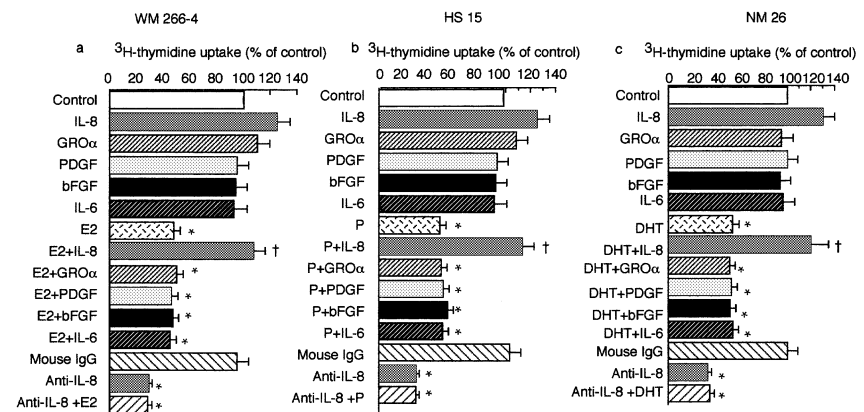 WM 266-4
HS 15
NM 26
a ³H-thymidine uptake (% of control)
0 20 40 60 80 100 120 140
Control
IL-8
GROα
PDGF
bFGF
IL-6
E2 *
E2+IL-8 †
E2+GROα *
E2+PDGF *
E2+bFGF *
E2+IL-6 *
Mouse IgG
Anti-IL-8 *
Anti-IL-8 +E2 *
b ³H-thymidine uptake (% of control)
0 20 40 60 80 100 120 140
Control
IL-8
GROα
PDGF
bFGF
IL-6
P *
P+IL-8 †
P+GROα *
P+PDGF *
P+bFGF *
P+IL-6 *
Mouse IgG
Anti-IL-8 *
Anti-IL-8 +P *
c ³H-thymidine uptake (% of control)
0 20 40 60 80 100 120 140
Control
IL-8
GROα
PDGF
bFGF
IL-6
DHT *
DHT+IL-8 †
DHT+GROα *
DHT+PDGF *
DHT+bFGF *
DHT+IL-6 *
Mouse IgG
Anti-IL-8 *
Anti-IL-8 +DHT *